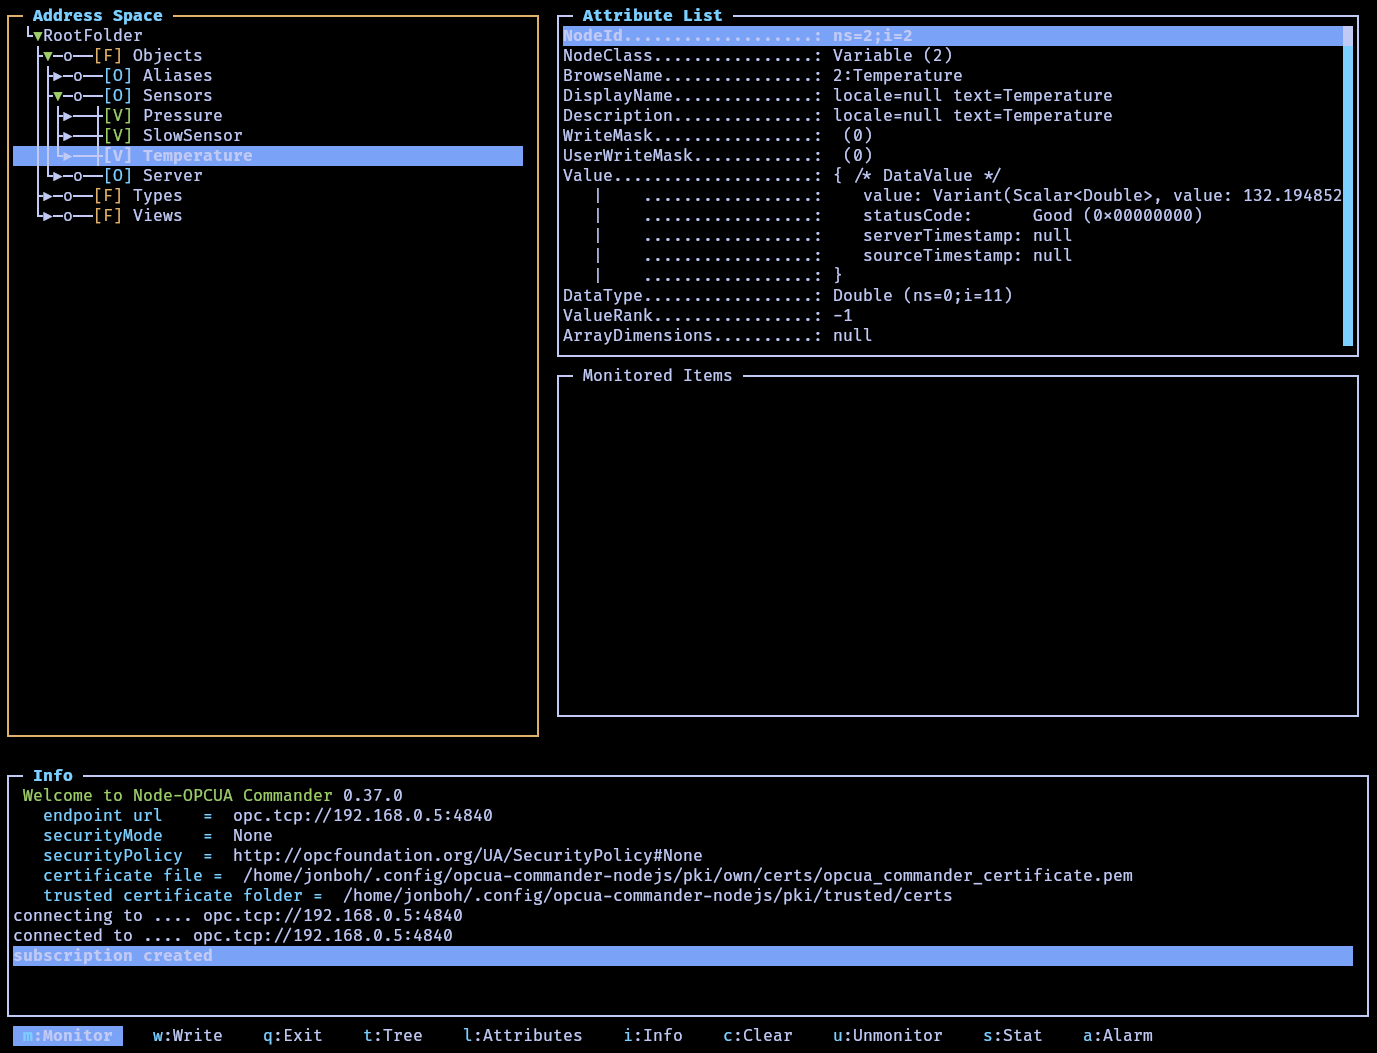 Address Space
RootFolder
o [F] Objects
o [O] Aliases
o [O] Sensors
[V] Pressure
[V] SlowSensor
[V] Temperature
o [O] Server
o [F] Types
o [F] Views
Attribute List
NodeId...................: ns=2;i=2
NodeClass................: Variable (2)
BrowseName...............: 2:Temperature
DisplayName..............: locale=null text=Temperature
Description..............: locale=null text=Temperature
WriteMask................:  (0)
UserWriteMask............:  (0)
Value....................: { /* DataValue */
|    .................:    value: Variant(Scalar<Double>, value: 132.194852
|    .................:    statusCode:      Good (0x00000000)
|    .................:    serverTimestamp: null
|    .................:    sourceTimestamp: null
|    .................: }
DataType.................: Double (ns=0;i=11)
ValueRank................: -1
ArrayDimensions..........: null
Monitored Items
Info
Welcome to Node-OPCUA Commander 0.37.0
endpoint url    =  opc.tcp://192.168.0.5:4840
securityMode    =  None
securityPolicy  =  http://opcfoundation.org/UA/SecurityPolicy#None
certificate file =  /home/jonboh/.config/opcua-commander-nodejs/pki/own/certs/opcua_commander_certificate.pem
trusted certificate folder =  /home/jonboh/.config/opcua-commander-nodejs/pki/trusted/certs
connecting to .... opc.tcp://192.168.0.5:4840
connected to .... opc.tcp://192.168.0.5:4840
subscription created
m:Monitor   w:Write   q:Exit   t:Tree   l:Attributes   i:Info   c:Clear   u:Unmonitor   s:Stat   a:Alarm